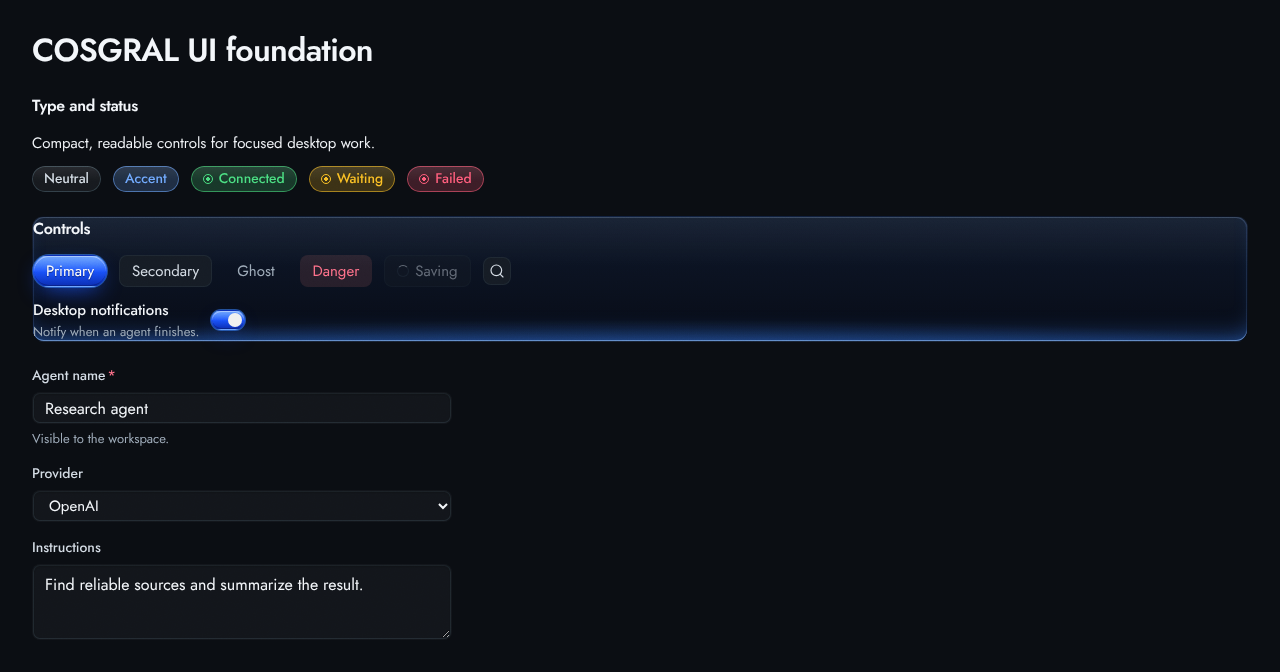 COSGRAL UI foundation
Type and status
Compact, readable controls for focused desktop work.
Neutral Accent Connected Waiting Failed
Controls
Primary Secondary Ghost Danger Saving
Desktop notifications
Notify when an agent finishes.
Agent name *
Research agent
Visible to the workspace.
Provider
OpenAI
Instructions
Find reliable sources and summarize the result.